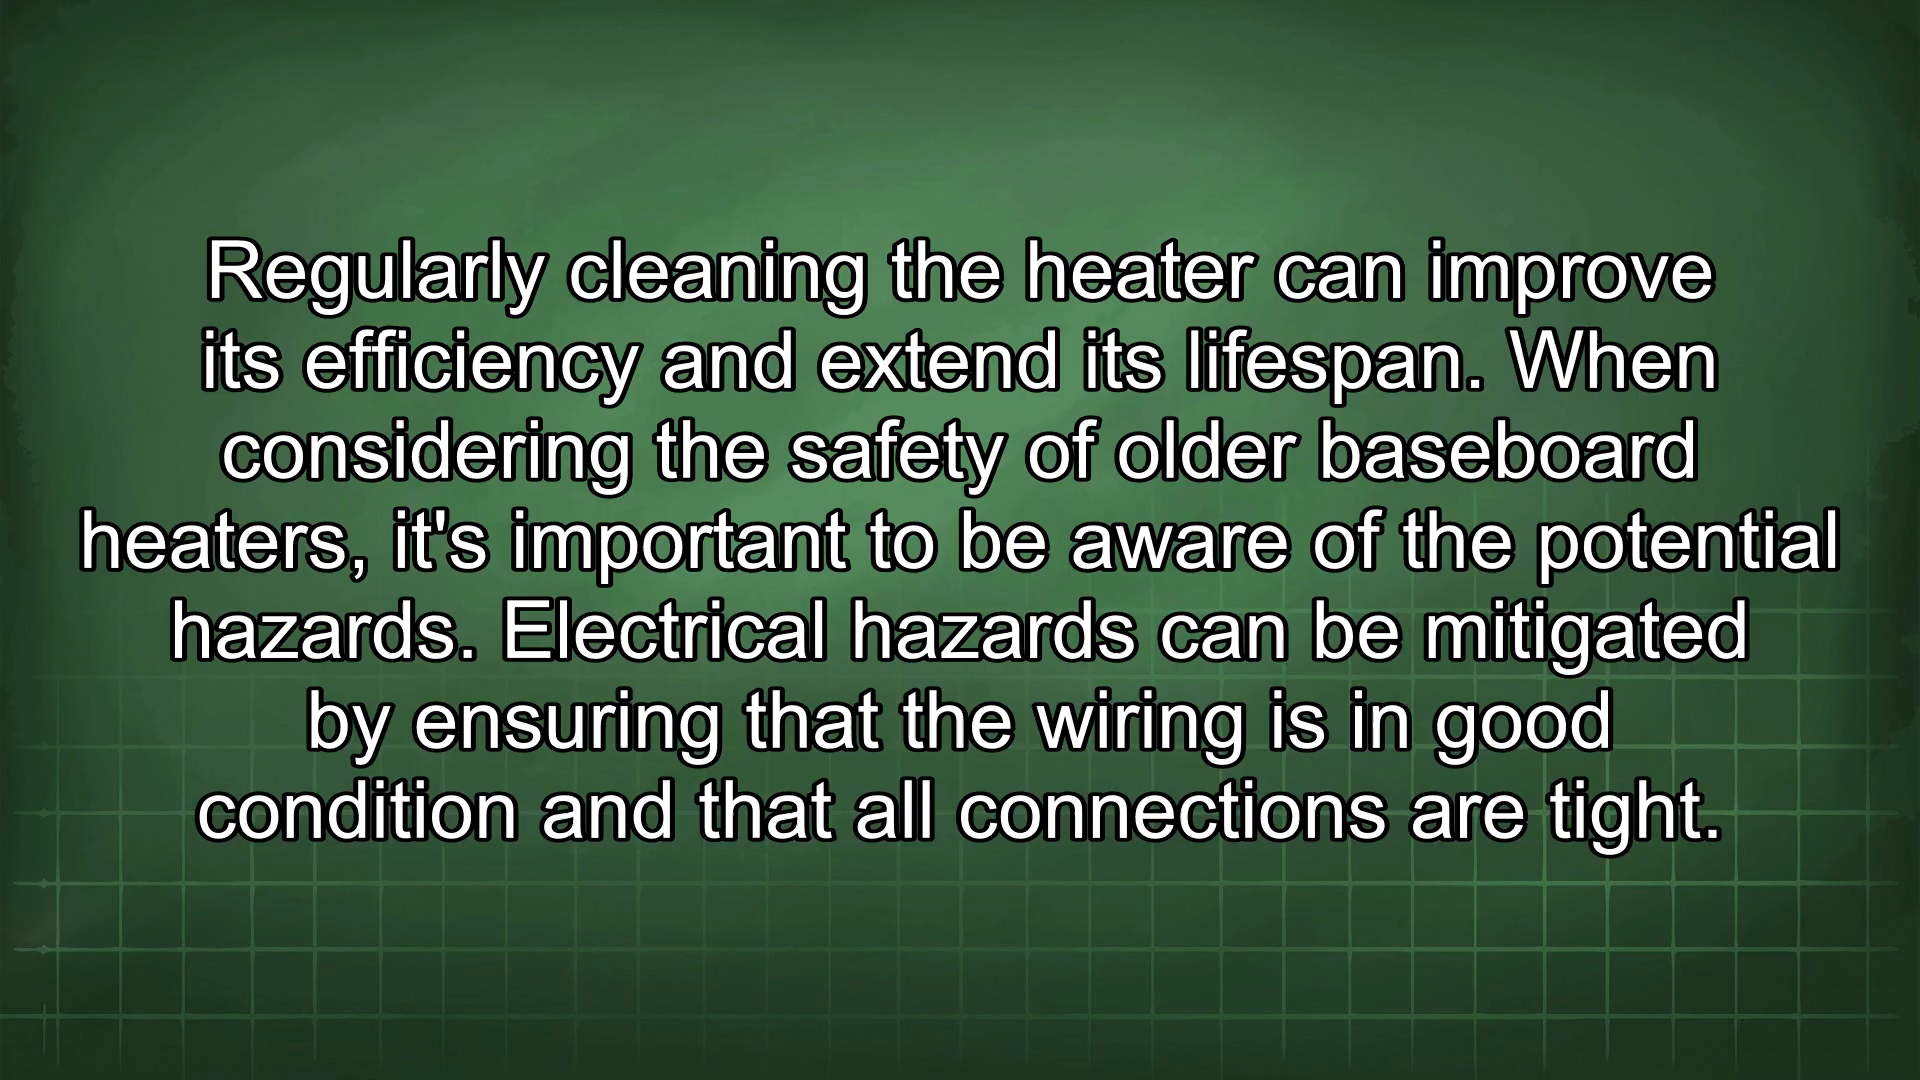 Regularly cleaning the heater can improve
its efficiency and extend its lifespan. When
considering the safety of older baseboard
heaters, it's important to be aware of the potential
hazards. Electrical hazards can be mitigated
by ensuring that the wiring is in good
condition and that all connections are tight.